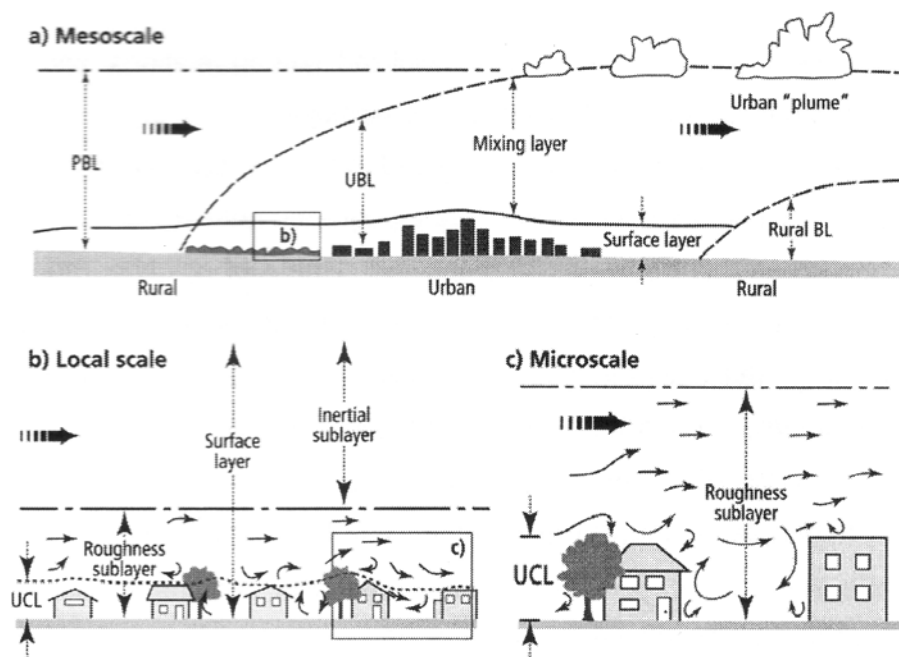 a) Mesoscale
Urban "plume"
PBL
Mixing layer
UBL
b)
Surface layer
Rural BL
Rural
Urban
Rural
b) Local scale
Inertial
sublayer
Surface
layer
Roughness
sublayer
c)
UCL
c) Microscale
Roughness
sublayer
UCL